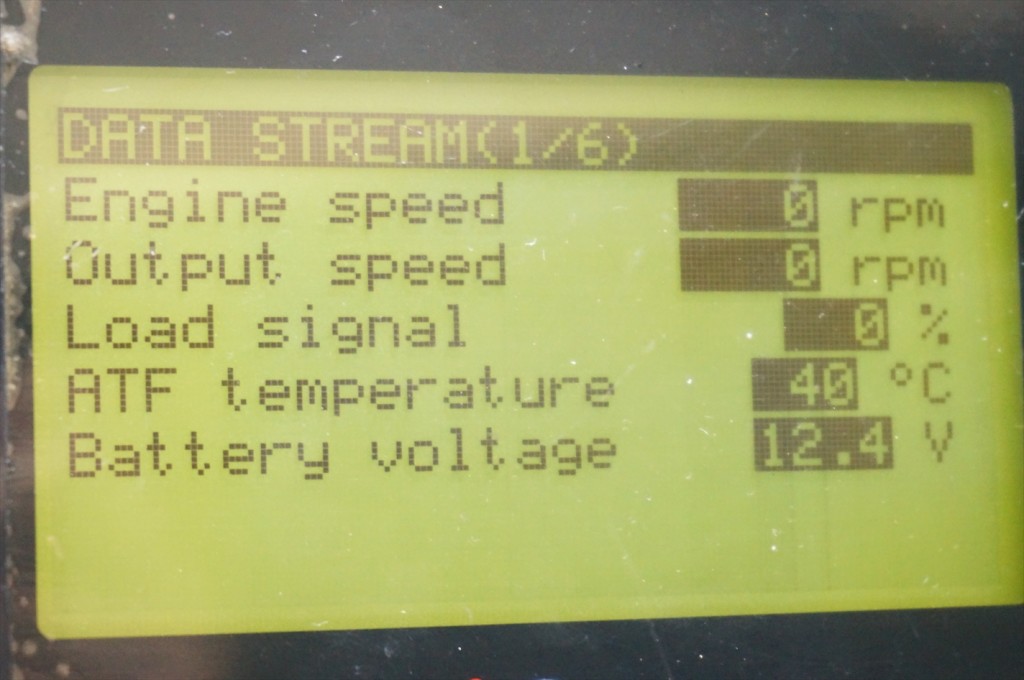 DATA STREAM(1/6)
Engine speed 0 rpm
Output speed 0 rpm
Load signal 0 %
ATF temperature 40 °C
Battery voltage 12.4 V